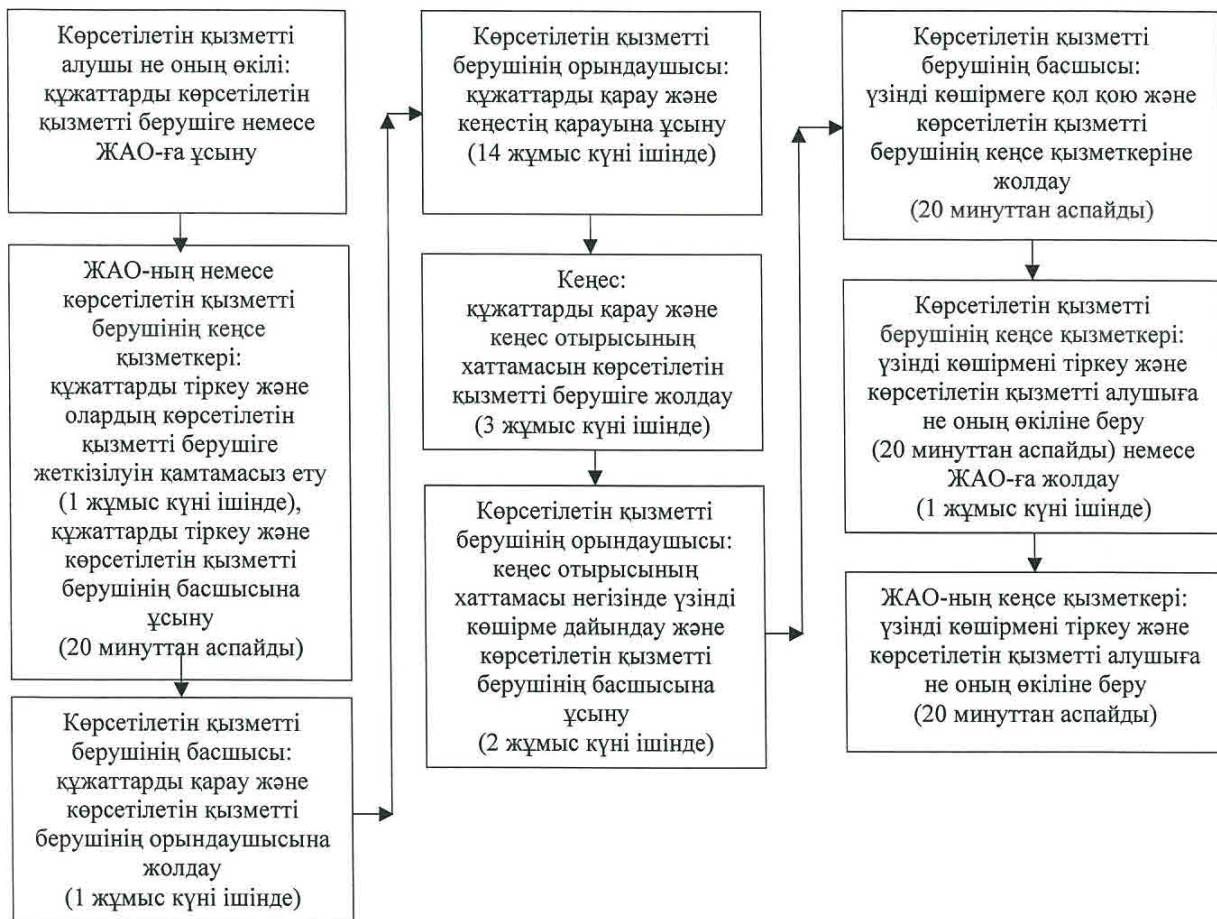 Көрсетілетін қызметті
алушы не оның өкілі:
құжаттарды көрсетілетін
қызметті берушіге немесе
ЖАО-ға ұсыну
ЖАО-ның немесе
көрсетілетін қызметті
берушінің кеңсе
қызметкері:
құжаттарды тіркеу және
олардың көрсетілетін
қызметті берушіге
жеткізілуін қамтамасыз ету
(1 жұмыс күні ішінде),
құжаттарды тіркеу және
көрсетілетін қызметті
берушінің басшысына
ұсыну
(20 минуттан аспайды)
Көрсетілетін қызметті
берушінің басшысы:
құжаттарды қарау және
көрсетілетін қызметті
берушінің орындаушысына
жолдау
(1 жұмыс күні ішінде)
Көрсетілетін қызметті
берушінің орындаушысы:
құжаттарды қарау және
кеңестің қарауына ұсыну
(14 жұмыс күні ішінде)
Кеңес:
құжаттарды қарау және
кеңес отырысының
хаттамасын көрсетілетін
қызметті берушіге жолдау
(3 жұмыс күні ішінде)
Көрсетілетін қызметті
берушінің орындаушысы:
кеңес отырысының
хаттамасы негізінде үзінді
көшірме дайындау және
көрсетілетін қызметті
берушінің басшысына
ұсыну
(2 жұмыс күні ішінде)
Көрсетілетін қызметті
берушінің басшысы:
үзінді көшірмеге қол қою және
көрсетілетін қызметті
берушінің кеңсе қызметкеріне
жолдау
(20 минуттан аспайды)
Көрсетілетін қызметті
берушінің кеңсе қызметкері:
үзінді көшірмені тіркеу және
көрсетілетін қызметті алушыға
не оның өкіліне беру
(20 минуттан аспайды) немесе
ЖАО-ға жолдау
(1 жұмыс күні ішінде)
ЖАО-ның кеңсе қызметкері:
үзінді көшірмені тіркеу және
көрсетілетін қызметті алушыға
не оның өкіліне беру
(20 минуттан аспайды)